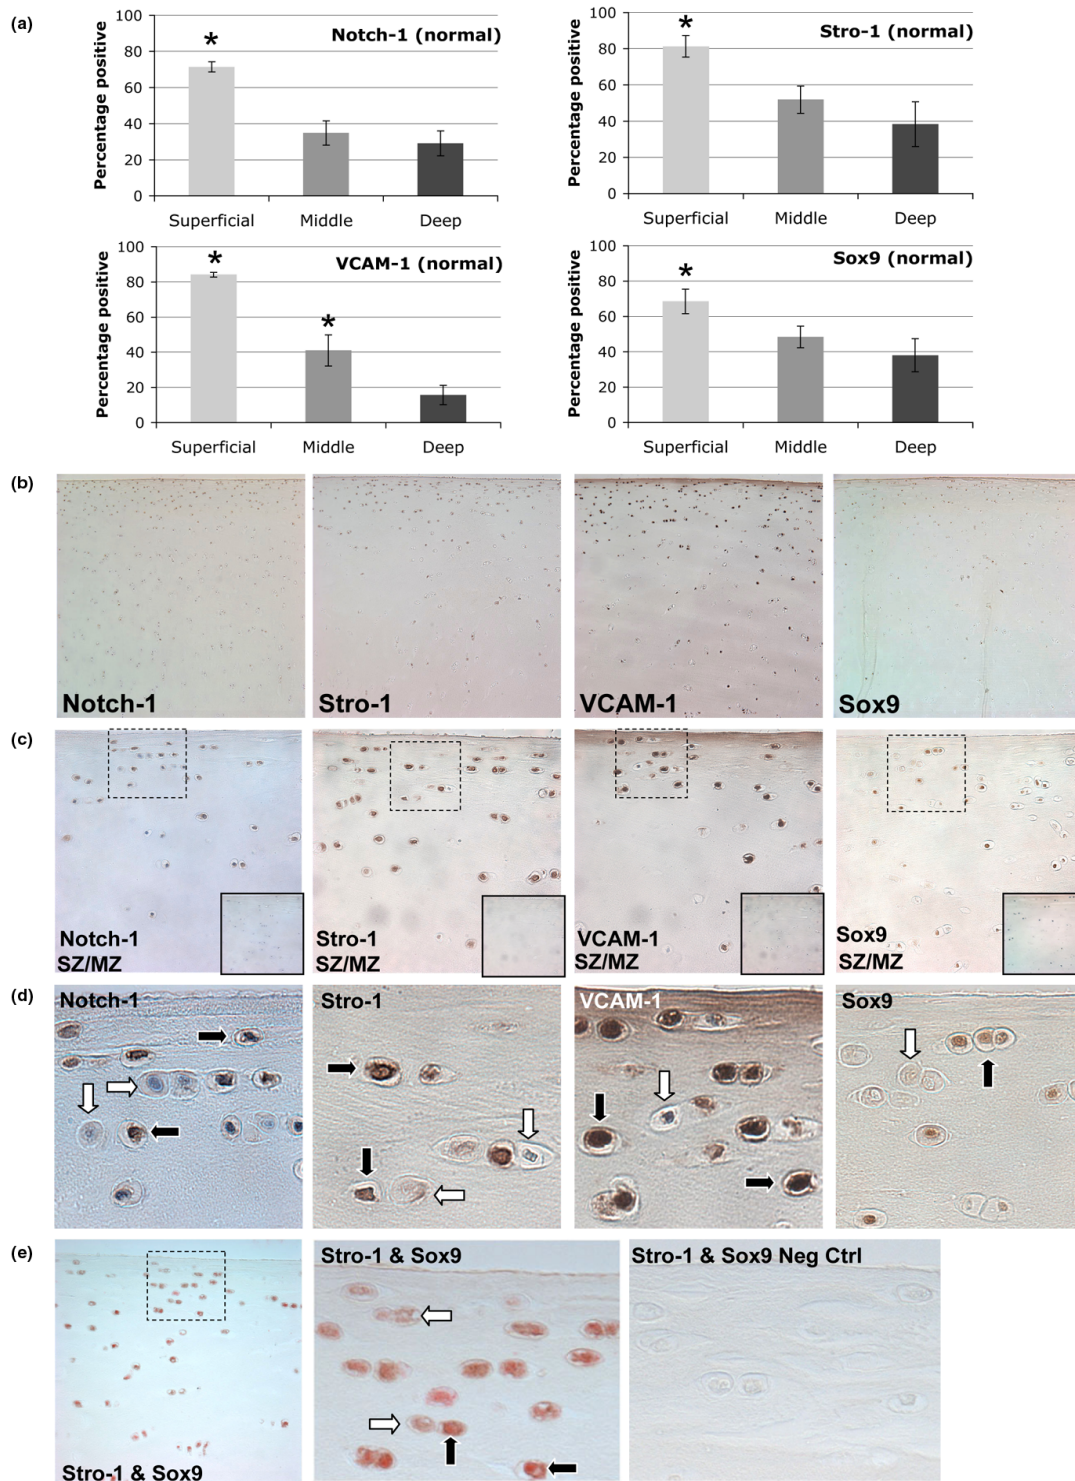 (a)
Percentage positive
100
80
60
40
20
0
Notch-1 (normal)
*
Superficial Middle Deep
Percentage positive
100
80
60
40
20
0
Stro-1 (normal)
*
Superficial Middle Deep
Percentage positive
100
80
60
40
20
0
VCAM-1 (normal)
*
*
Superficial Middle Deep
Percentage positive
100
80
60
40
20
0
Sox9 (normal)
*
Superficial Middle Deep
(b)
Notch-1
Stro-1
VCAM-1
Sox9
(c)
Notch-1
SZ/MZ
Stro-1
SZ/MZ
VCAM-1
SZ/MZ
Sox9
SZ/MZ
(d)
Notch-1
Stro-1
VCAM-1
Sox9
(e)
Stro-1 & Sox9
Stro-1 & Sox9
Stro-1 & Sox9 Neg Ctrl